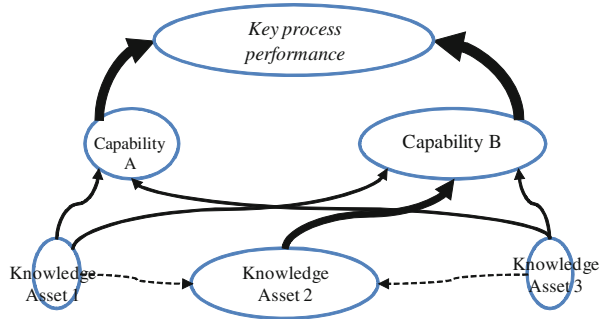 Key process
performance
Capability
A
Capability B
Knowledge
Asset 1
Knowledge
Asset 2
Knowledge
Asset 3